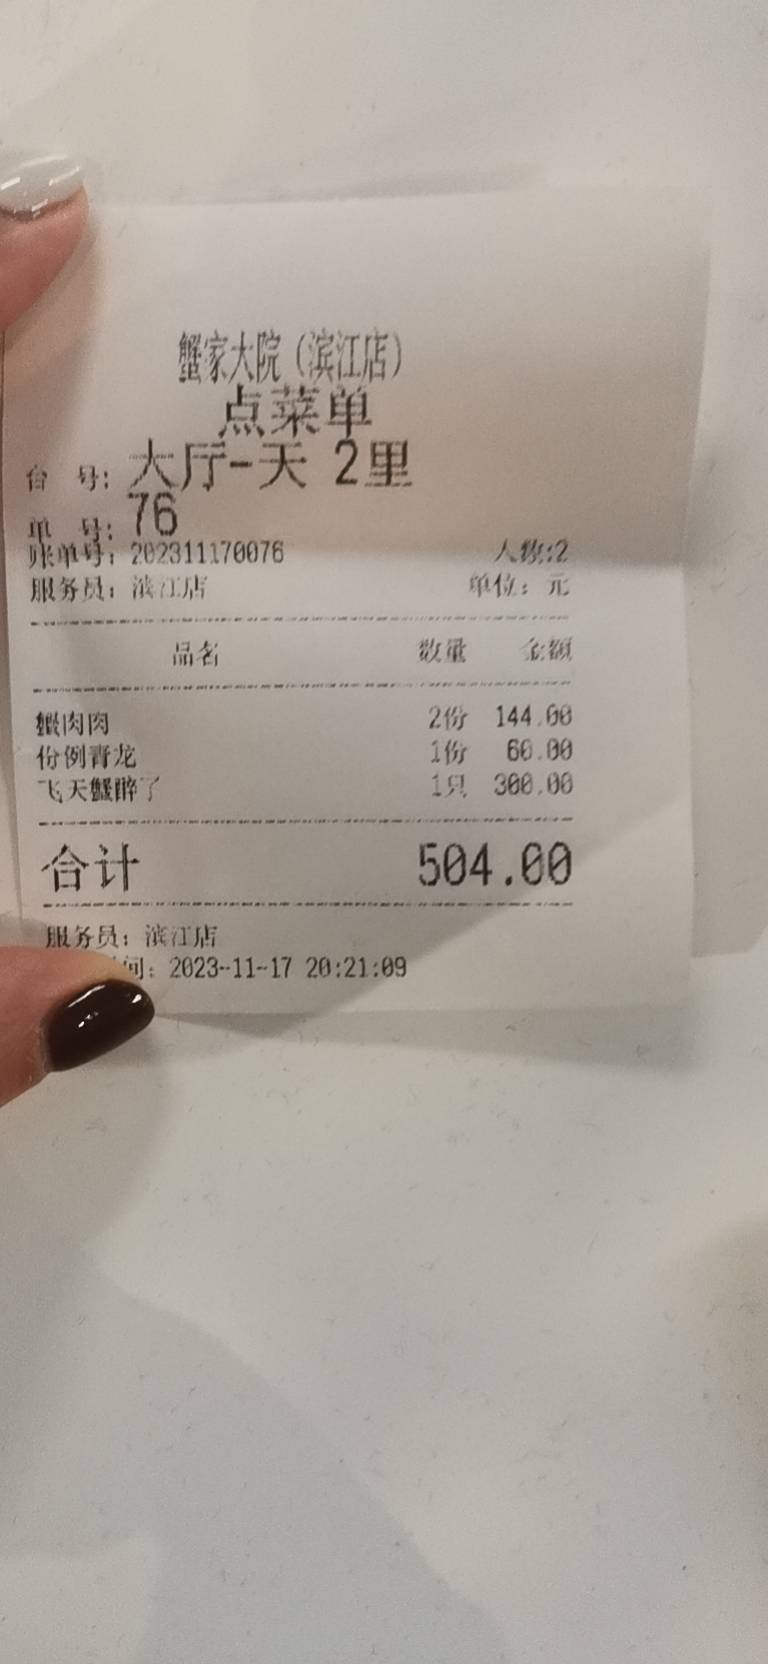 蟹家大院（滨江店）
点菜单
台 号: 大厅-天 2里
单 号: 76
账单号: 202311170076 人数:2
服务员: 滨江店 单位: 元
品名 数量 金额
蟹肉肉 2份 144.00
份例青龙 1份 60.00
飞天蟹醉了 1只 300.00
合计 504.00
服务员: 滨江店
间: 2023-11-17 20:21:09